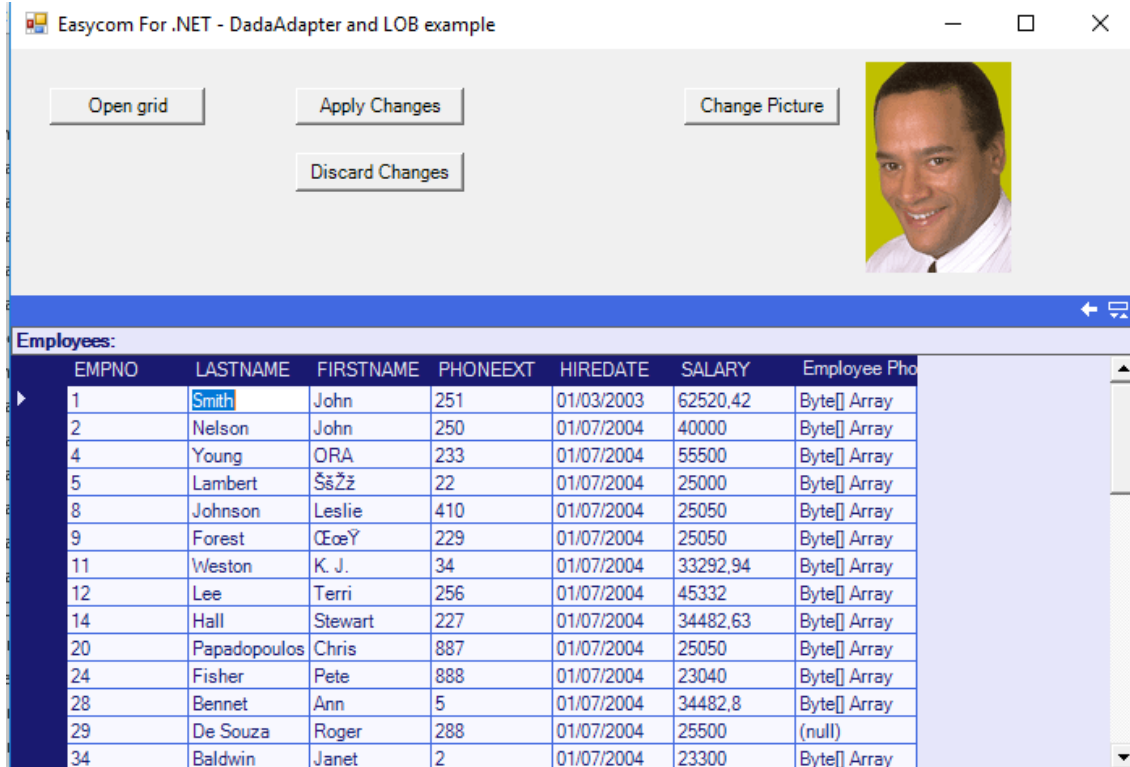 Easycom For .NET - DadaAdapter and LOB example
Open grid Apply Changes Change Picture
Discard Changes
Employees:
EMPNO LASTNAME FIRSTNAME PHONEEXT HIREDATE SALARY Employee Pho
1 Smith John 251 01/03/2003 62520,42 Byte[] Array
2 Nelson John 250 01/07/2004 40000 Byte[] Array
4 Young ORA 233 01/07/2004 55500 Byte[] Array
5 Lambert ŠšŽž 22 01/07/2004 25000 Byte[] Array
8 Johnson Leslie 410 01/07/2004 25050 Byte[] Array
9 Forest ŒœŸ 229 01/07/2004 25050 Byte[] Array
11 Weston K. J. 34 01/07/2004 33292,94 Byte[] Array
12 Lee Terri 256 01/07/2004 45332 Byte[] Array
14 Hall Stewart 227 01/07/2004 34482,63 Byte[] Array
20 Papadopoulos Chris 887 01/07/2004 25050 Byte[] Array
24 Fisher Pete 888 01/07/2004 23040 Byte[] Array
28 Bennet Ann 5 01/07/2004 34482,8 Byte[] Array
29 De Souza Roger 288 01/07/2004 25500 (null)
34 Baldwin Janet 2 01/07/2004 23300 Byte[] Array